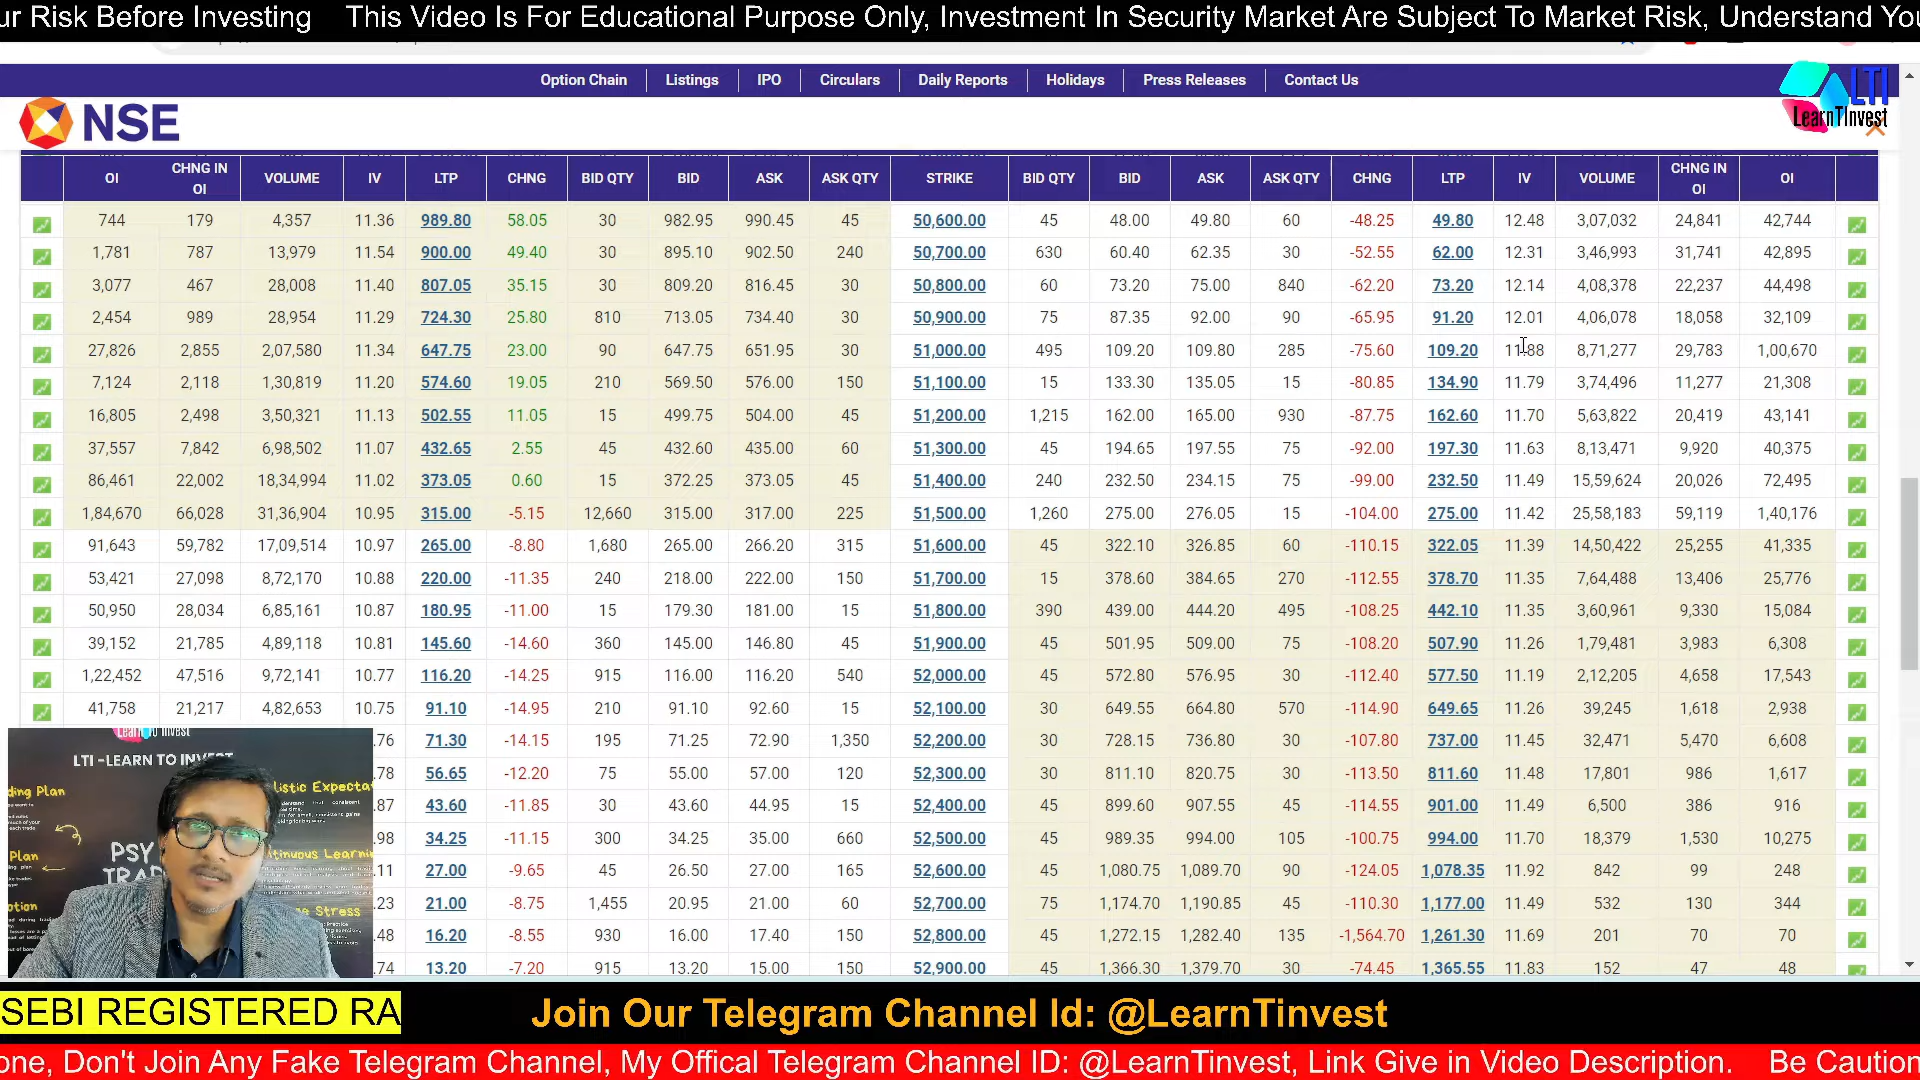 ur Risk Before Investing This Video Is For Educational Purpose Only, Investment In Security Market Are Subject To Market Risk, Understand You
Option Chain Listings IPO Circulars Daily Reports Holidays Press Releases Contact Us
LTI
LearnTInvest
NSE
OI CHNG IN OI VOLUME IV LTP CHNG BID QTY BID ASK ASK QTY STRIKE BID QTY BID ASK ASK QTY CHNG LTP IV VOLUME CHNG IN OI OI
744 179 4,357 11.36 989.80 58.05 30 982.95 990.45 45 50,600.00 45 48.00 49.80 60 -48.25 49.80 12.48 3,07,032 24,841 42,744
1,781 787 13,979 11.54 900.00 49.40 30 895.10 902.50 240 50,700.00 630 60.40 62.35 30 -52.55 62.00 12.31 3,46,993 31,741 42,895
3,077 467 28,008 11.40 807.05 35.15 30 809.20 816.45 30 50,800.00 60 73.20 75.00 840 -62.20 73.20 12.14 4,08,378 22,237 44,498
2,454 989 28,954 11.29 724.30 25.80 810 713.05 734.40 30 50,900.00 75 87.35 92.00 90 -65.95 91.20 12.01 4,06,078 18,058 32,109
27,826 2,855 2,07,580 11.34 647.75 23.00 90 647.75 651.95 30 51,000.00 495 109.20 109.80 285 -75.60 109.20 11.88 8,71,277 29,783 1,00,670
7,124 2,118 1,30,819 11.20 574.60 19.05 210 569.50 576.00 150 51,100.00 15 133.30 135.05 15 -80.85 134.90 11.79 3,74,496 11,277 21,308
16,805 2,498 3,50,321 11.13 502.55 11.05 15 499.75 504.00 45 51,200.00 1,215 162.00 165.00 930 -87.75 162.60 11.70 5,63,822 20,419 43,141
37,557 7,842 6,98,502 11.07 432.65 2.55 45 432.60 435.00 60 51,300.00 45 194.65 197.55 75 -92.00 197.30 11.63 8,13,471 9,920 40,375
86,461 22,002 18,34,994 11.02 373.05 0.60 15 372.25 373.05 45 51,400.00 240 232.50 234.15 75 -99.00 232.50 11.49 15,59,624 20,026 72,495
1,84,670 66,028 31,36,904 10.95 315.00 -5.15 12,660 315.00 317.00 225 51,500.00 1,260 275.00 276.05 15 -104.00 275.00 11.42 25,58,183 59,119 1,40,176
91,643 59,782 17,09,514 10.97 265.00 -8.80 1,680 265.00 266.20 315 51,600.00 45 322.10 326.85 60 -110.15 322.05 11.39 14,50,422 25,255 41,335
53,421 27,098 8,72,170 10.88 220.00 -11.35 240 218.00 222.00 150 51,700.00 15 378.60 384.65 270 -112.55 378.70 11.35 7,64,488 13,406 25,776
50,950 28,034 6,85,161 10.87 180.95 -11.00 15 179.30 181.00 15 51,800.00 390 439.00 444.20 495 -108.25 442.10 11.35 3,60,961 9,330 15,084
39,152 21,785 4,89,118 10.81 145.60 -14.60 360 145.00 146.80 45 51,900.00 45 501.95 509.00 75 -108.20 507.90 11.26 1,79,481 3,983 6,308
1,22,452 47,516 9,72,141 10.77 116.20 -14.25 915 116.00 116.20 540 52,000.00 45 572.80 576.95 30 -112.40 577.50 11.19 2,12,205 4,658 17,543
41,758 21,217 4,82,653 10.75 91.10 -14.95 210 91.10 92.60 15 52,100.00 30 649.55 664.80 570 -114.90 649.65 11.26 39,245 1,618 2,938
.76 71.30 -14.15 195 71.25 72.90 1,350 52,200.00 30 728.15 736.80 30 -107.80 737.00 11.45 32,471 5,470 6,608
.78 56.65 -12.20 75 55.00 57.00 120 52,300.00 30 811.10 820.75 30 -113.50 811.60 11.48 17,801 986 1,617
.87 43.60 -11.85 30 43.60 44.95 15 52,400.00 45 899.60 907.55 45 -114.55 901.00 11.49 6,500 386 916
.98 34.25 -11.15 300 34.25 35.00 660 52,500.00 45 989.35 994.00 105 -100.75 994.00 11.70 18,379 1,530 10,275
.11 27.00 -9.65 45 26.50 27.00 165 52,600.00 45 1,080.75 1,089.70 90 -124.05 1,078.35 11.92 842 99 248
.23 21.00 -8.75 1,455 20.95 21.00 60 52,700.00 75 1,174.70 1,190.85 45 -110.30 1,177.00 11.49 532 130 344
.48 16.20 -8.55 930 16.00 17.40 150 52,800.00 45 1,272.15 1,282.40 135 -1,564.70 1,261.30 11.69 201 70 70
.74 13.20 -7.20 915 13.20 15.00 150 52,900.00 45 1,366.30 1,379.70 30 -74.45 1,365.55 11.83 152 47 48
LTI -LEARN TO INVEST
ding Plan
listic Expecta
PSY
TRAD
Plan
tinuous Learnin
otion
e Stress
SEBI REGISTERED RA
Join Our Telegram Channel Id: @LearnTinvest
one, Don't Join Any Fake Telegram Channel, My Offical Telegram Channel ID: @LearnTinvest, Link Give in Video Description. Be Caution